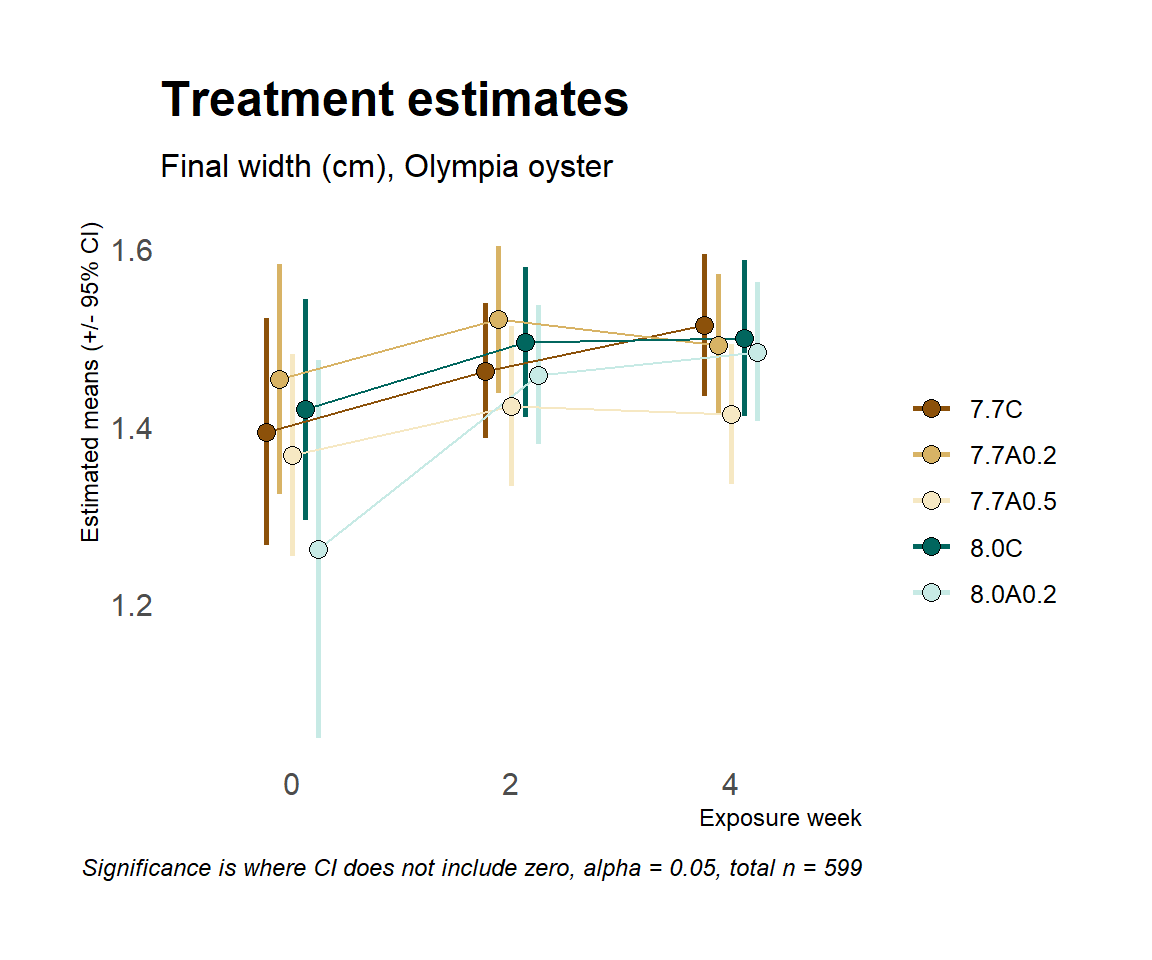 Treatment estimates
Final width (cm), Olympia oyster
Estimated means (+/- 95% CI)
1.6
1.4
1.2
0 2 4
Exposure week
7.7C
7.7A0.2
7.7A0.5
8.0C
8.0A0.2
Significance is where CI does not include zero, alpha = 0.05, total n = 599